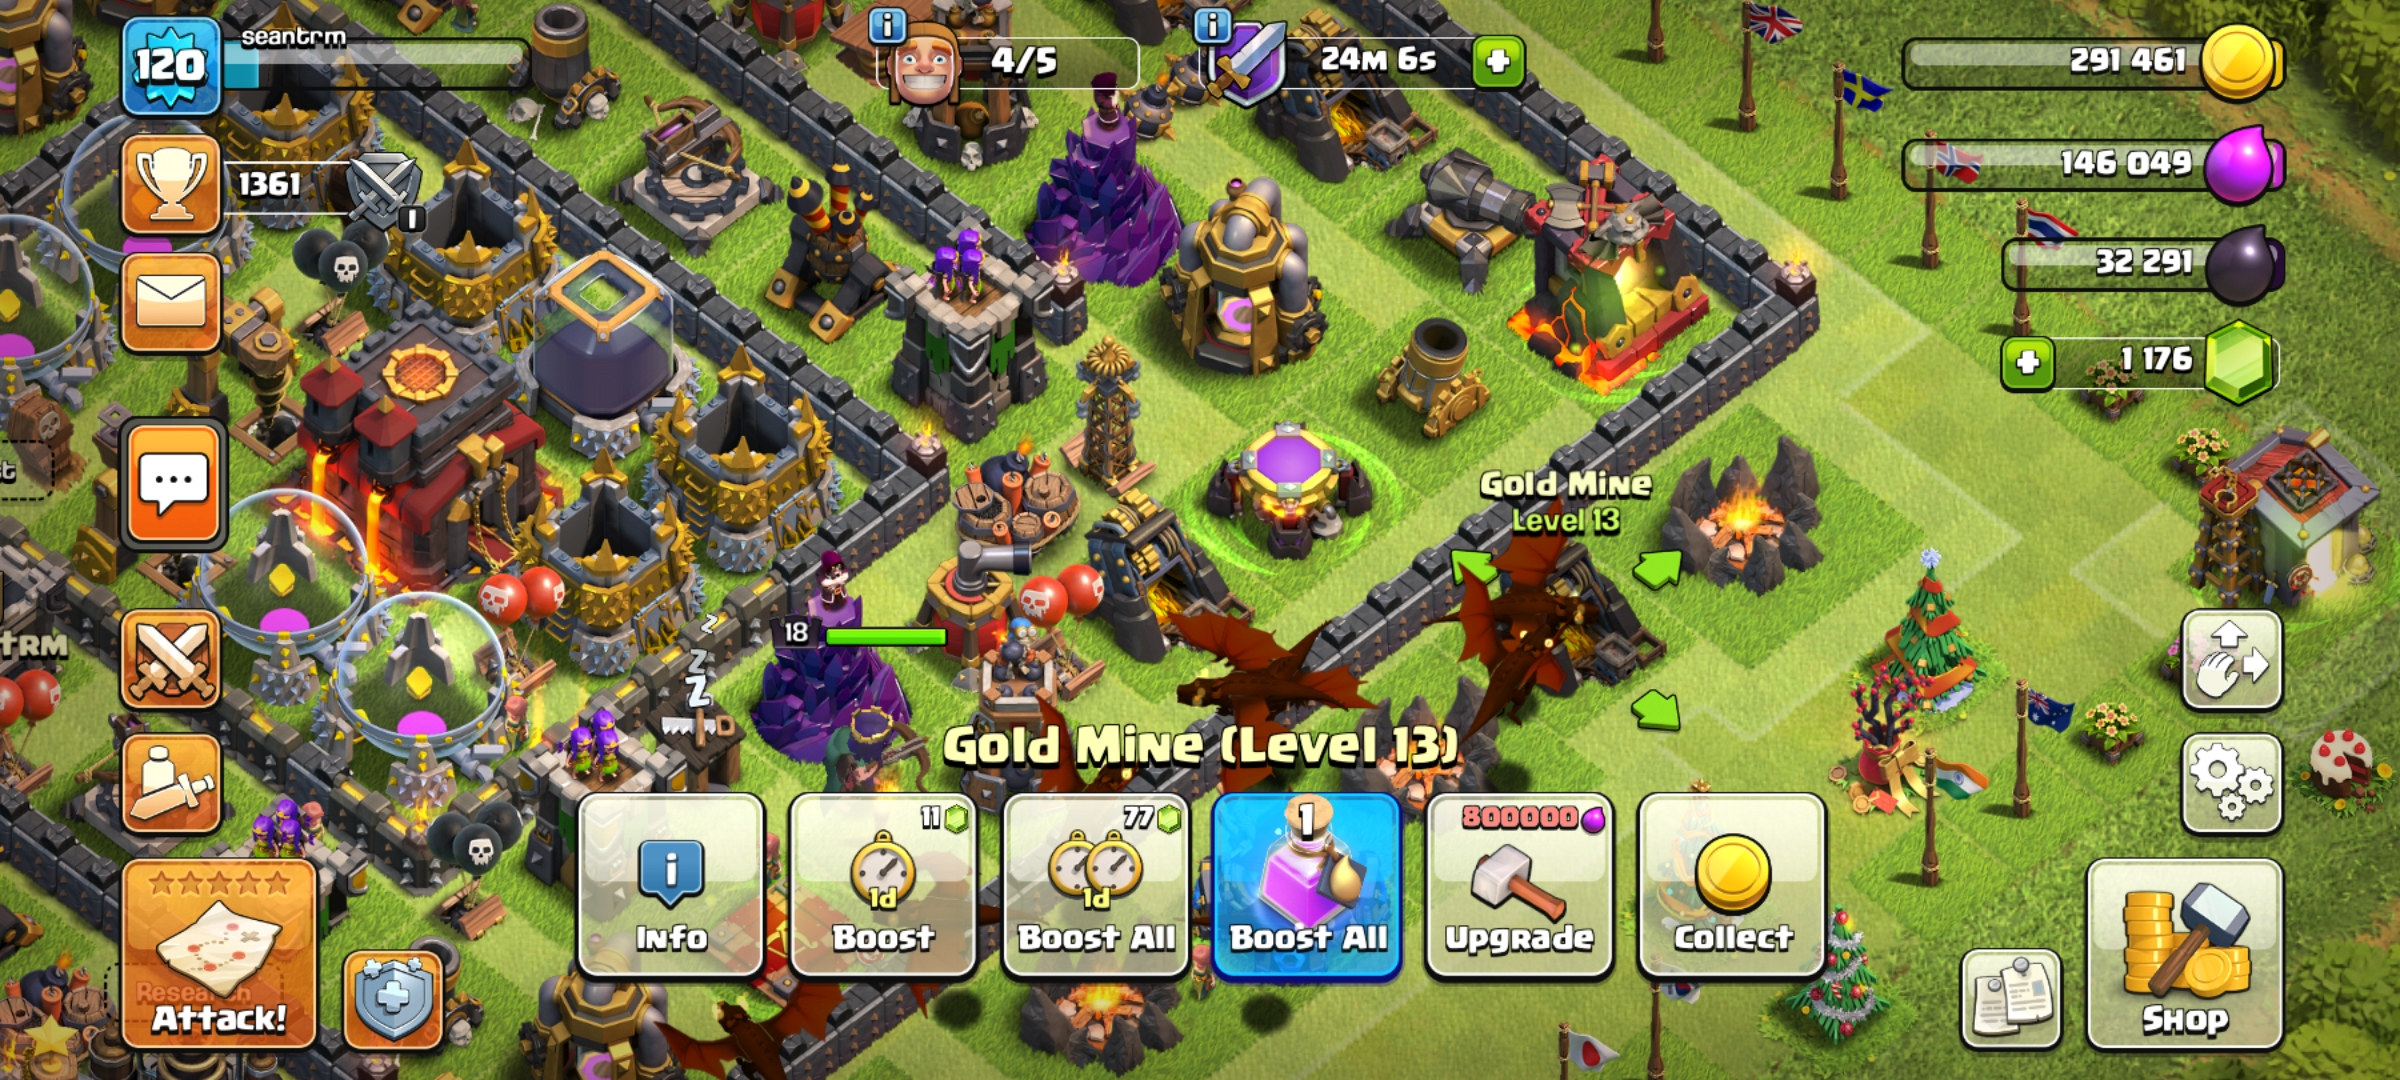 120
seantrm
4/5
24m 6s
291 461
1361
I
146 049
32 291
1 176
Gold Mine
Level 13
18
z
Z
Z
TRM
Gold Mine (Level 13)
i
Info
11
1d
Boost
77
1d
Boost All
1
Boost All
800000
Upgrade
Collect
Research
Attack!
Shop